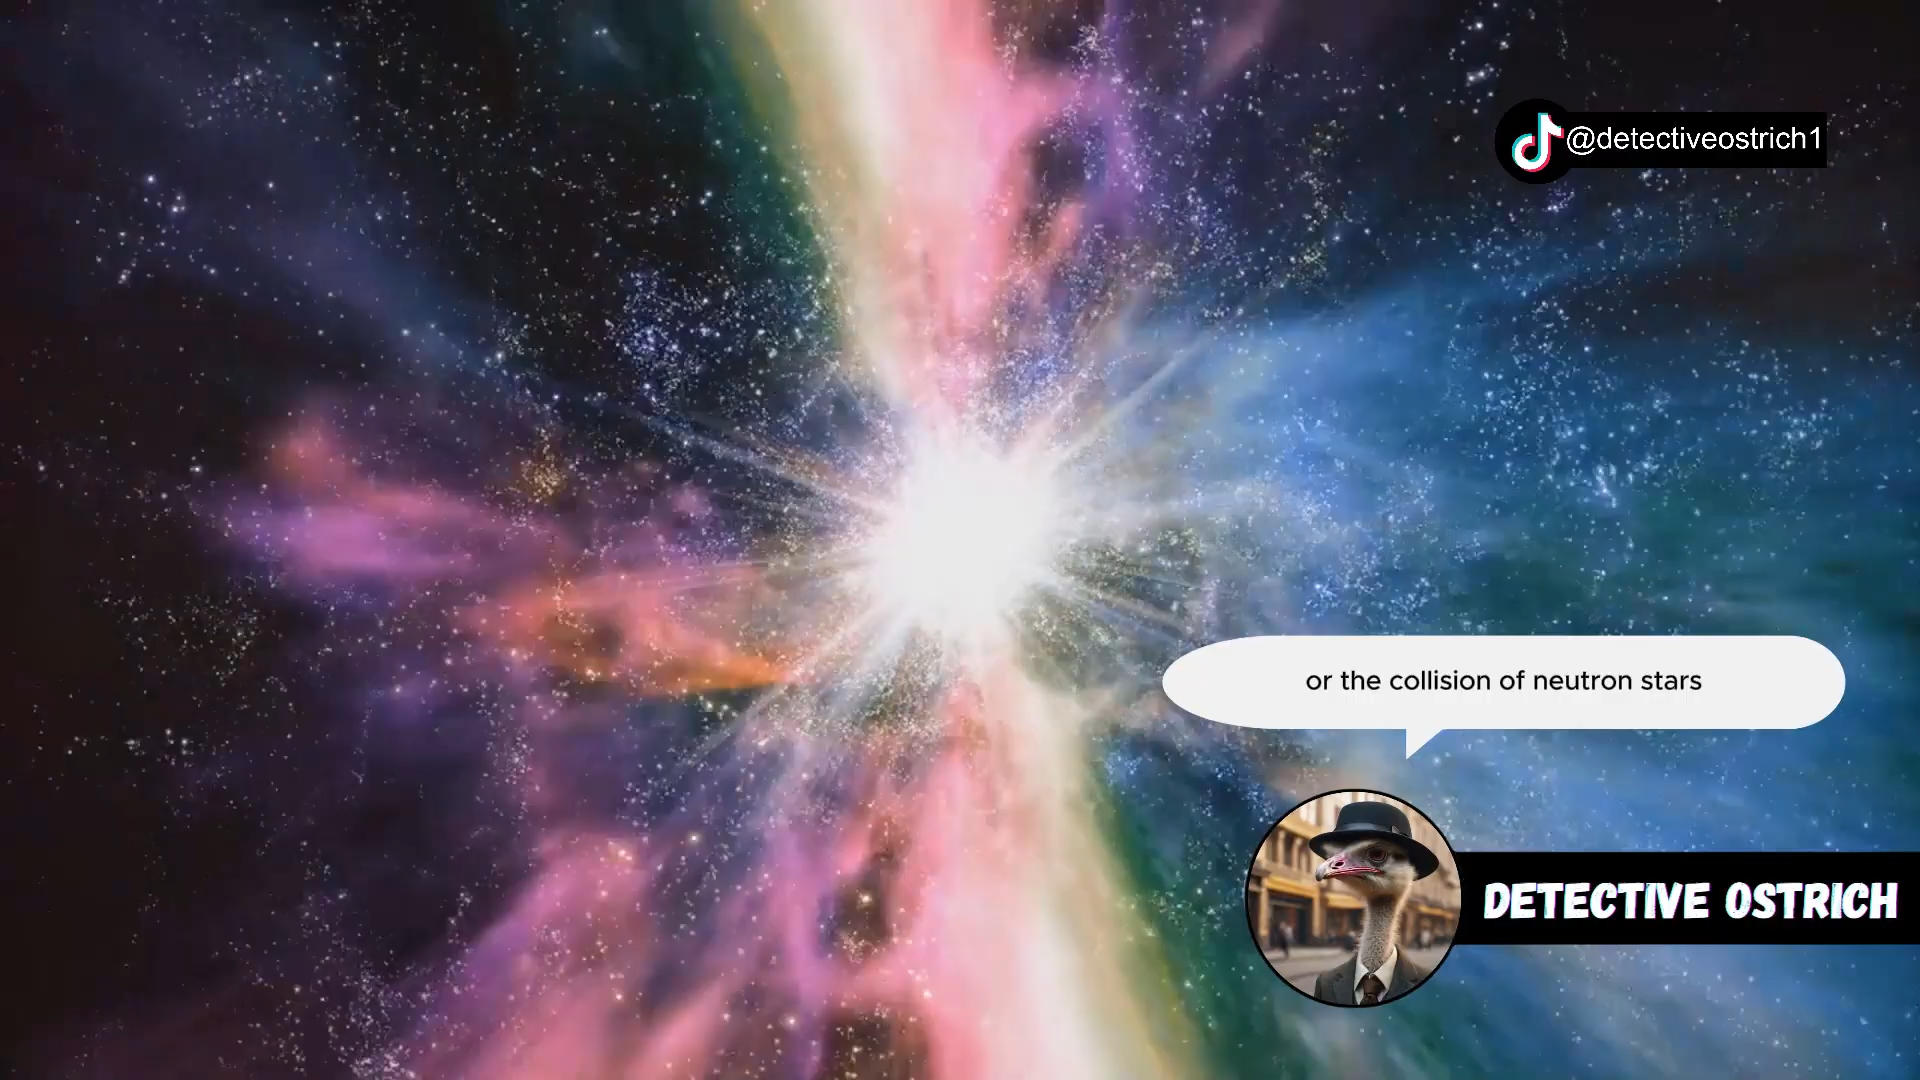 @detectiveostrich1
or the collision of neutron stars
DETECTIVE OSTRICH